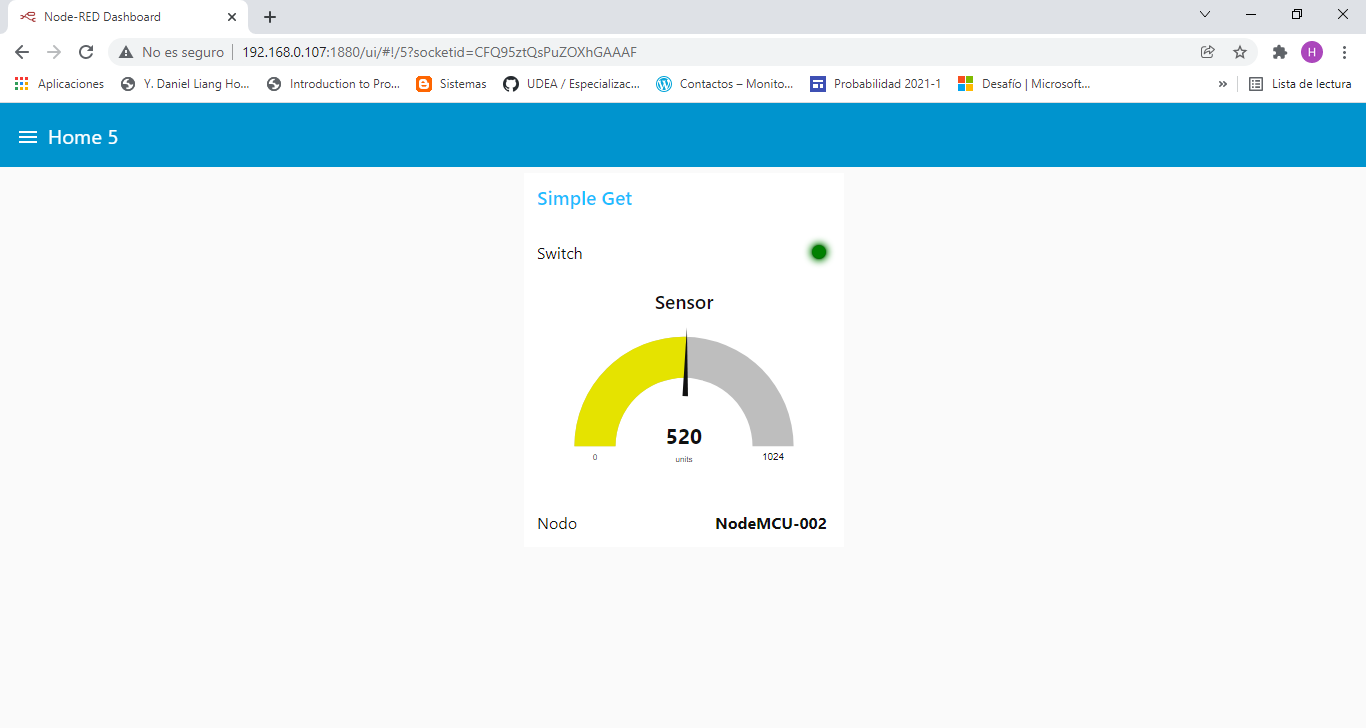 Node-RED Dashboard
No es seguro 192.168.0.107:1880/ui/#!/5?socketid=CFQ95ztQsPuZOXhGAAAF H
Aplicaciones Y. Daniel Liang Ho... Introduction to Pro... Sistemas UDEA / Especializac... Contactos – Monito... Probabilidad 2021-1 Desafío | Microsoft... » Lista de lectura
Home 5
Simple Get
Switch
Sensor
520
0 units 1024
Nodo NodeMCU-002